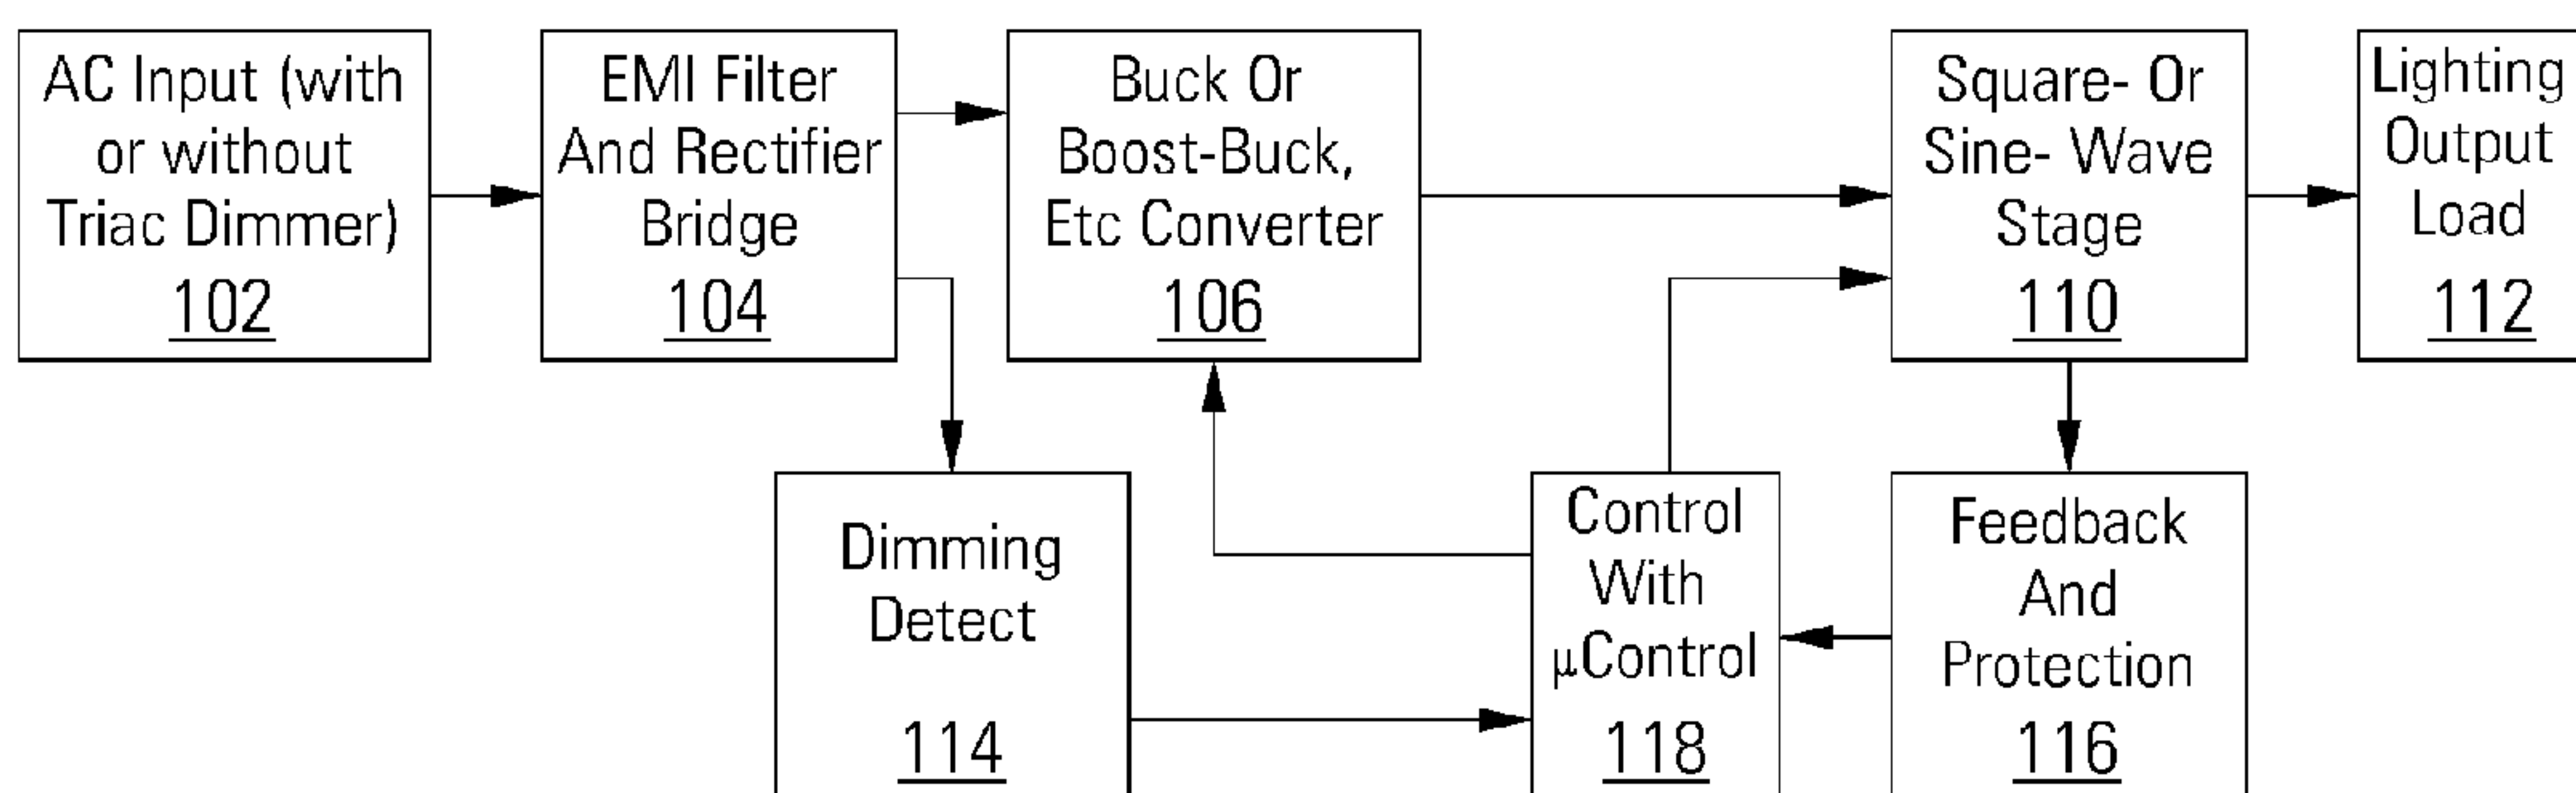 AC Input (with
or without
Triac Dimmer)
102
EMI Filter
And Rectifier
Bridge
104
Buck Or
Boost-Buck,
Etc Converter
106
Square- Or
Sine- Wave
Stage
110
Lighting
Output
Load
112
Dimming
Detect
114
Control
With
μControl
118
Feedback
And
Protection
116